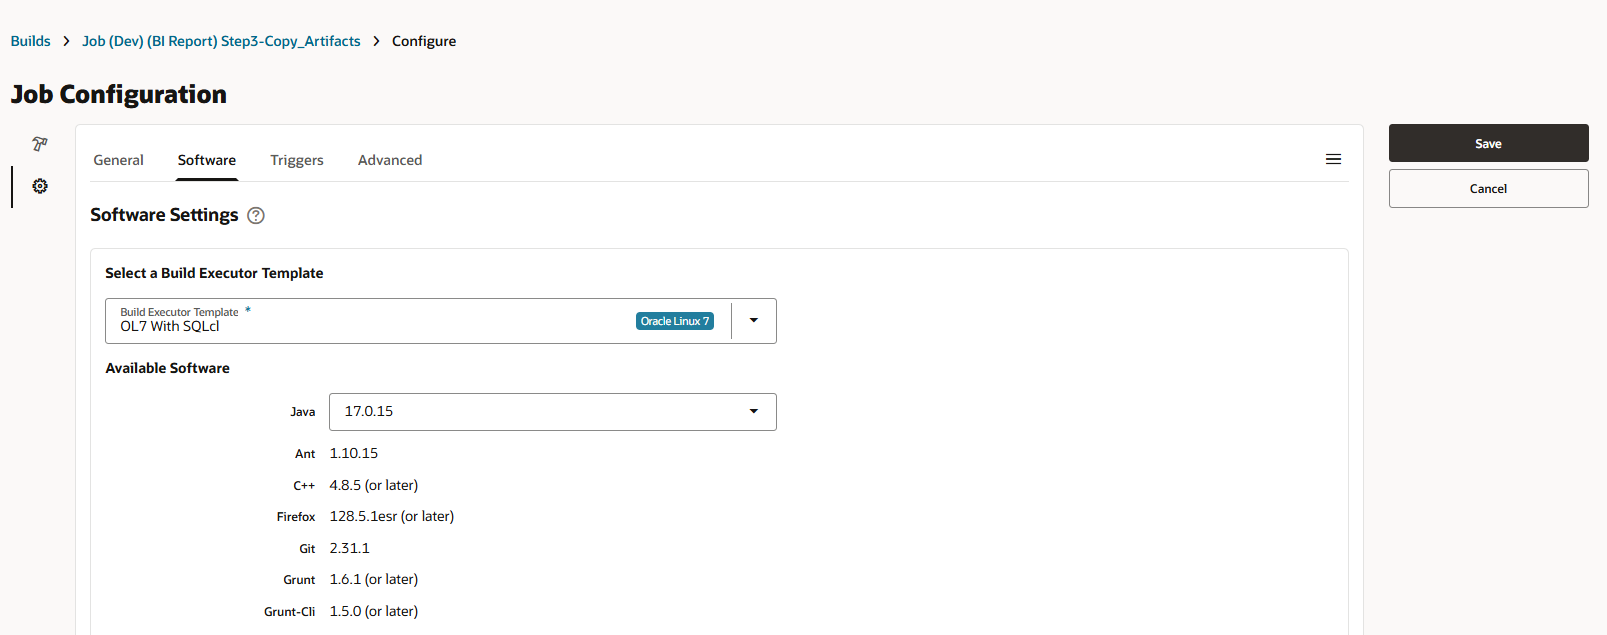 Builds > Job (Dev) (BI Report) Step3-Copy_Artifacts > Configure
Job Configuration
General Software Triggers Advanced
Save
Cancel
Software Settings ?
Select a Build Executor Template
Build Executor Template *
OL7 With SQLcl Oracle Linux 7
Available Software
Java 17.0.15
Ant 1.10.15
C++ 4.8.5 (or later)
Firefox 128.5.1esr (or later)
Git 2.31.1
Grunt 1.6.1 (or later)
Grunt-Cli 1.5.0 (or later)